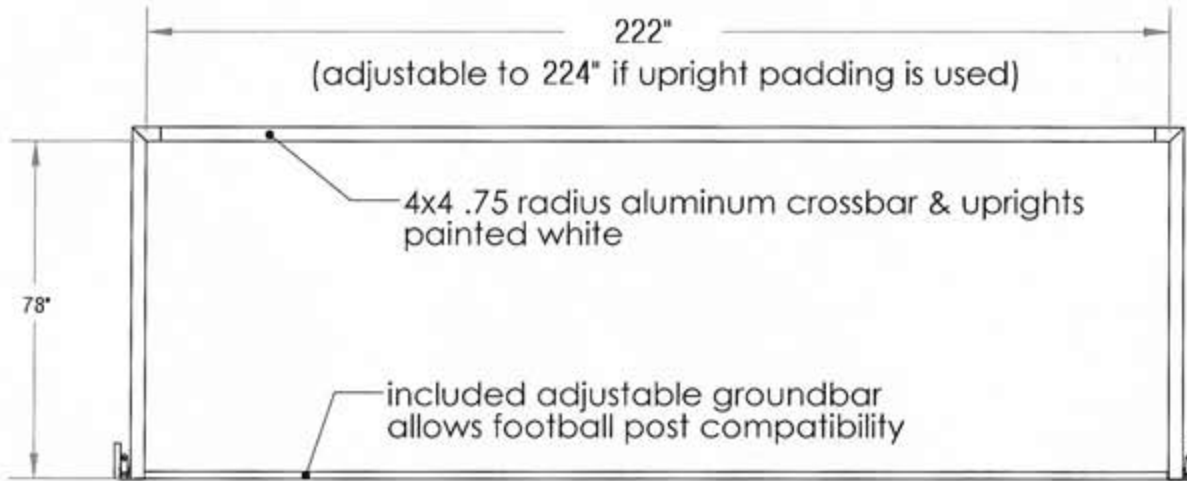 222"
(adjustable to 224" if upright padding is used)
4x4 .75 radius aluminum crossbar & uprights
painted white
78"
included adjustable groundbar
allows football post compatibility